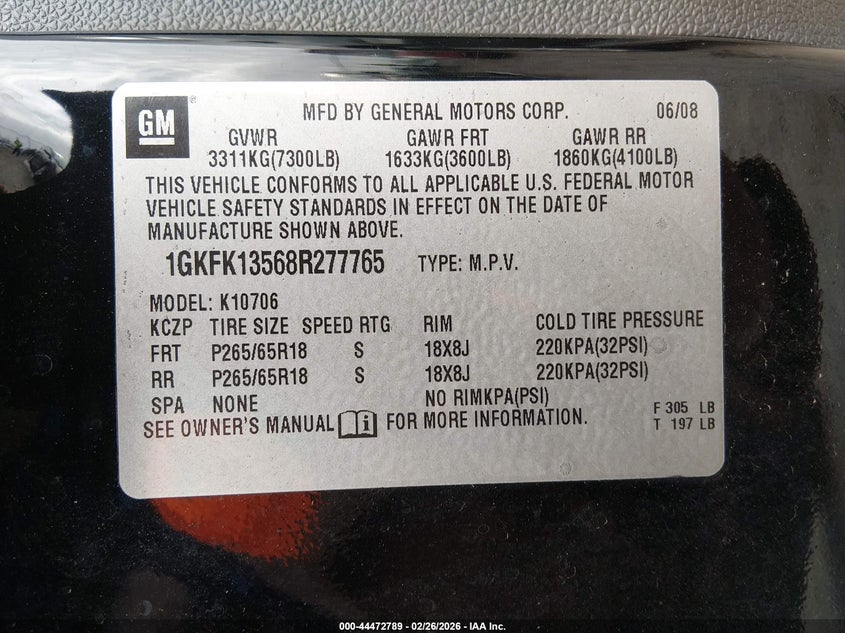 GM
MFD BY GENERAL MOTORS CORP. 06/08
GVWR GAWR FRT GAWR RR
3311KG(7300LB) 1633KG(3600LB) 1860KG(4100LB)
THIS VEHICLE CONFORMS TO ALL APPLICABLE U.S. FEDERAL MOTOR
VEHICLE SAFETY STANDARDS IN EFFECT ON THE DATE OF
MANUFACTURE SHOWN ABOVE.
1GKFK13568R277765 TYPE: M.P.V.
MODEL: K10706
KCZP TIRE SIZE SPEED RTG RIM COLD TIRE PRESSURE
FRT P265/65R18 S 18X8J 220KPA(32PSI)
RR P265/65R18 S 18X8J 220KPA(32PSI)
SPA NONE NO RIMKPA(PSI)
SEE OWNER'S MANUAL FOR MORE INFORMATION.
F 305 LB
T 197 LB
000-44472789 - 02/26/2026 - IAA Inc.